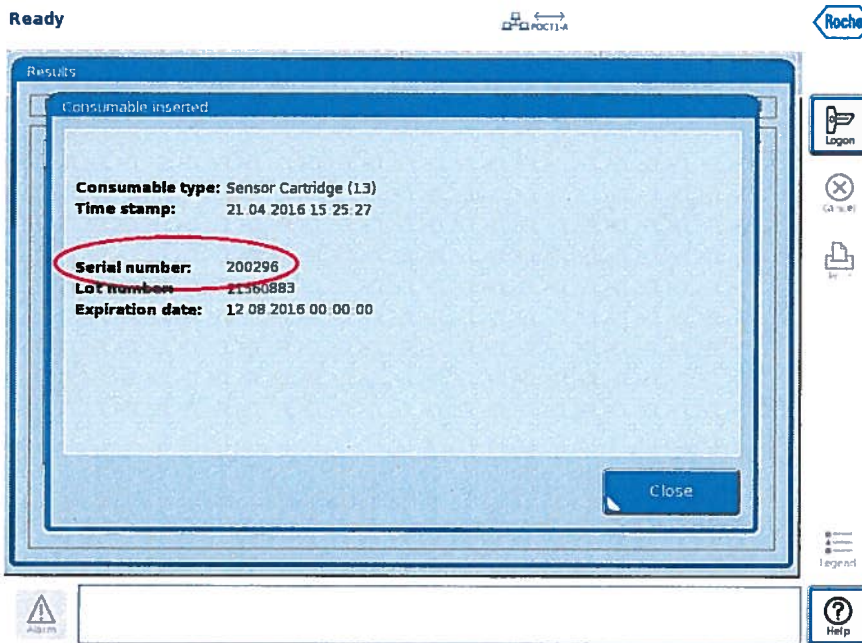 Ready
POCT1-A
Roche
Results
Consumable inserted
Logon
Consumable type: Sensor Cartridge (13)
Time stamp: 21.04.2016 15:25:27
Cancel
Serial number: 200296
Lot number: 21560883
Expiration date: 12.08.2016 00:00:00
Close
Legend
Alarm
Help